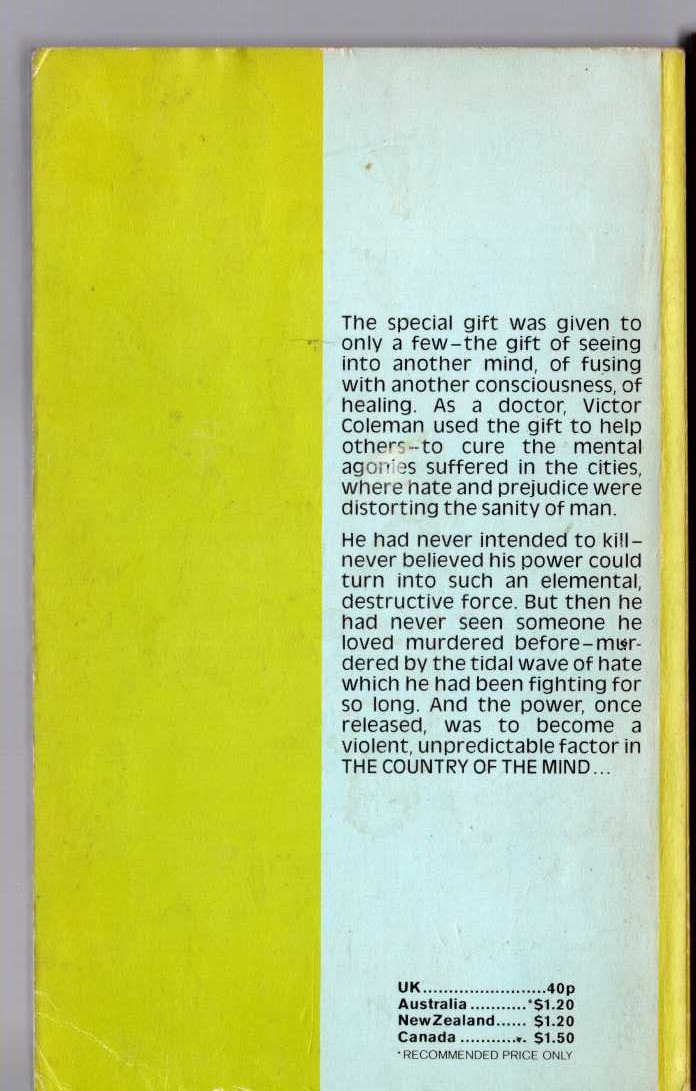 The special gift was given to
only a few–the gift of seeing
into another mind, of fusing
with another consciousness, of
healing. As a doctor, Victor
Coleman used the gift to help
others–to cure the mental
agonies suffered in the cities,
where hate and prejudice were
distorting the sanity of man.
He had never intended to kill–
never believed his power could
turn into such an elemental,
destructive force. But then he
had never seen someone he
loved murdered before–mur-
dered by the tidal wave of hate
which he had been fighting for
so long. And the power, once
released, was to become a
violent, unpredictable factor in
THE COUNTRY OF THE MIND...
UK........................40p
Australia...........*$1.20
New Zealand...... $1.20
Canada ............ $1.50
*RECOMMENDED PRICE ONLY